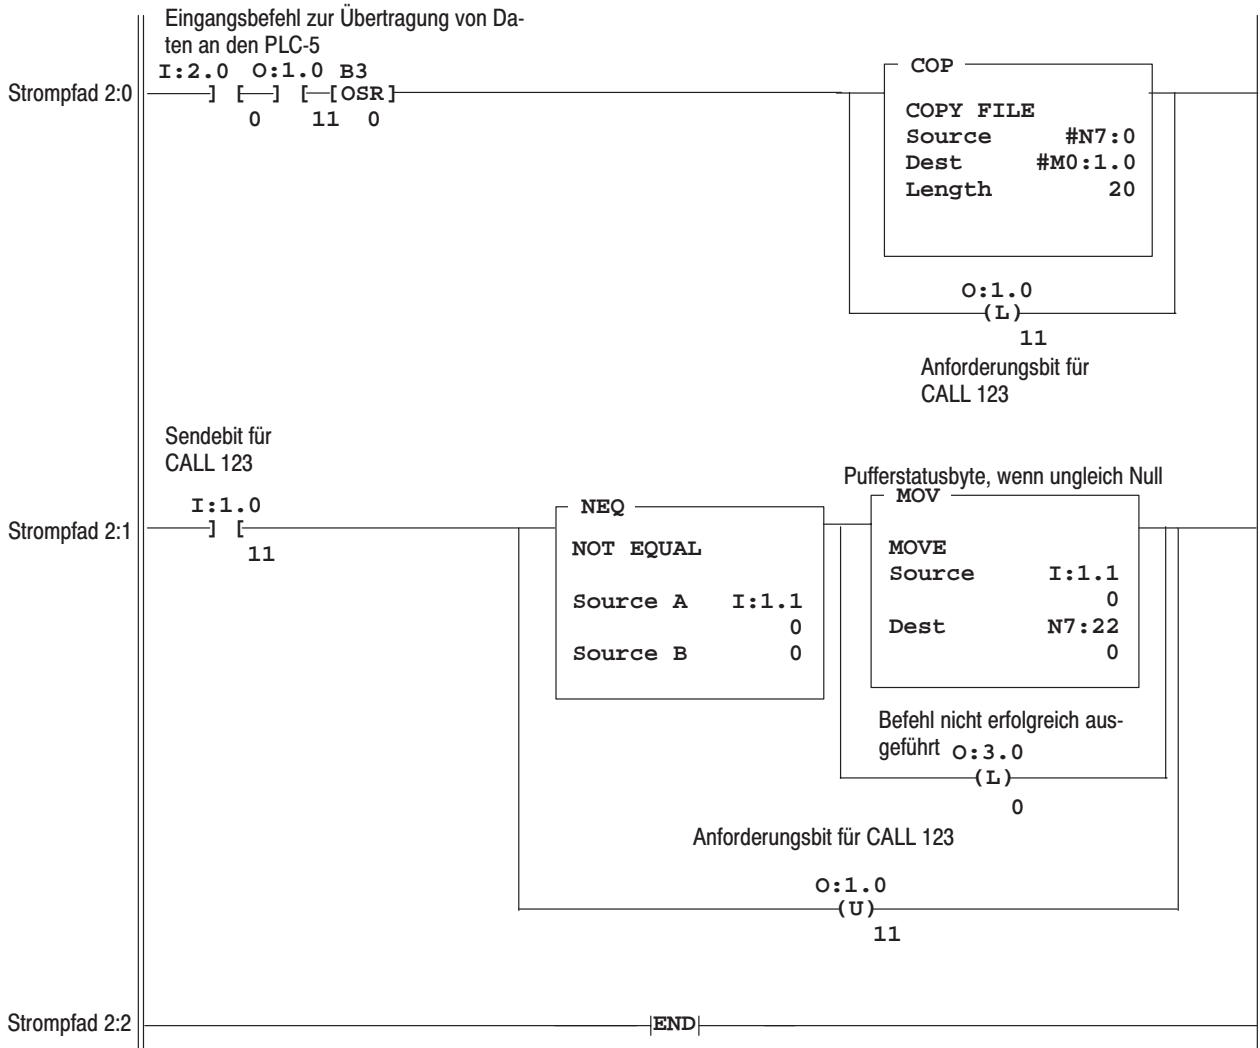 Eingangsbefehl zur Übertragung von Da-
ten an den PLC-5
I:2.0 O:1.0 B3
Strompfad 2:0
] [ ] [ [OSR]
0 11 0
COP
COPY FILE
Source #N7:0
Dest #M0:1.0
Length 20
O:1.0
(L)
11
Anforderungsbit für
CALL 123
Sendebit für
CALL 123
I:1.0
Strompfad 2:1
] [
11
NEQ
NOT EQUAL
Source A I:1.1
0
Source B 0
Pufferstatusbyte, wenn ungleich Null
MOV
MOVE
Source I:1.1
0
Dest N7:22
0
Befehl nicht erfolgreich aus-
geführt O:3.0
(L)
0
Anforderungsbit für CALL 123
O:1.0
(U)
11
Strompfad 2:2
|END|